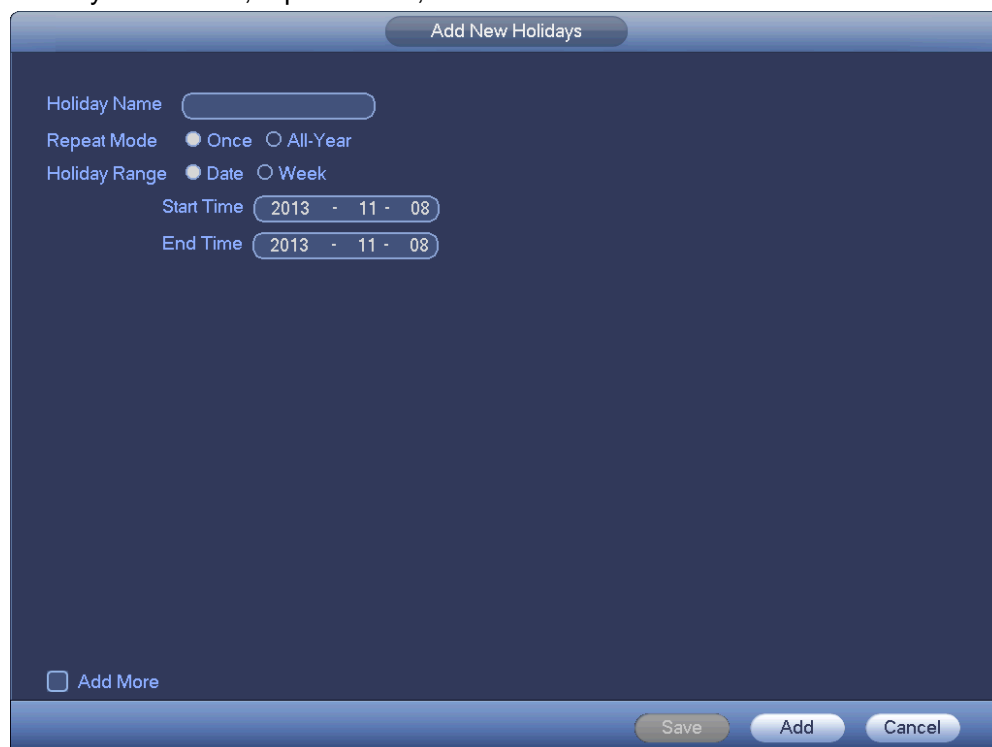 Add New Holidays
Holiday Name
Repeat Mode Once All-Year
Holiday Range Date Week
Start Time 2013 - 11 - 08
End Time 2013 - 11 - 08
Add More
Save Add Cancel